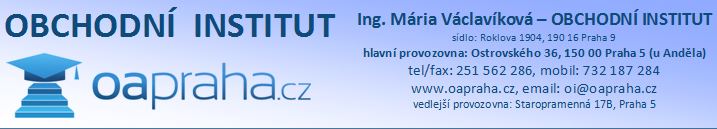 OBCHODNÍ INSTITUT
oapraha.cz
Ing. Mária Václavíková – OBCHODNÍ INSTITUT
sídlo: Roklova 1904, 190 16 Praha 9
hlavní provozovna: Ostrovského 36, 150 00 Praha 5 (u Anděla)
tel/fax: 251 562 286, mobil: 732 187 284
www.oapraha.cz, email: oi@oapraha.cz
vedlejší provozovna: Staropramenná 17B, Praha 5